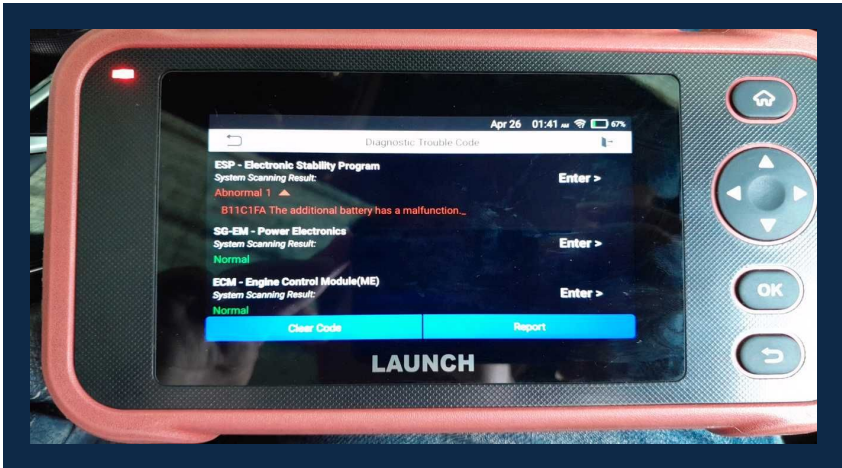 Apr 26 01:41 AM 67%
Diagnostic Trouble Code
ESP - Electronic Stability Program
System Scanning Result:
Enter >
Abnormal 1
B11C1FA The additional battery has a malfunction._
SG-EM - Power Electronics
System Scanning Result:
Enter >
Normal
ECM - Engine Control Module(ME)
System Scanning Result:
Enter >
Normal
Clear Code
Report
LAUNCH
OK